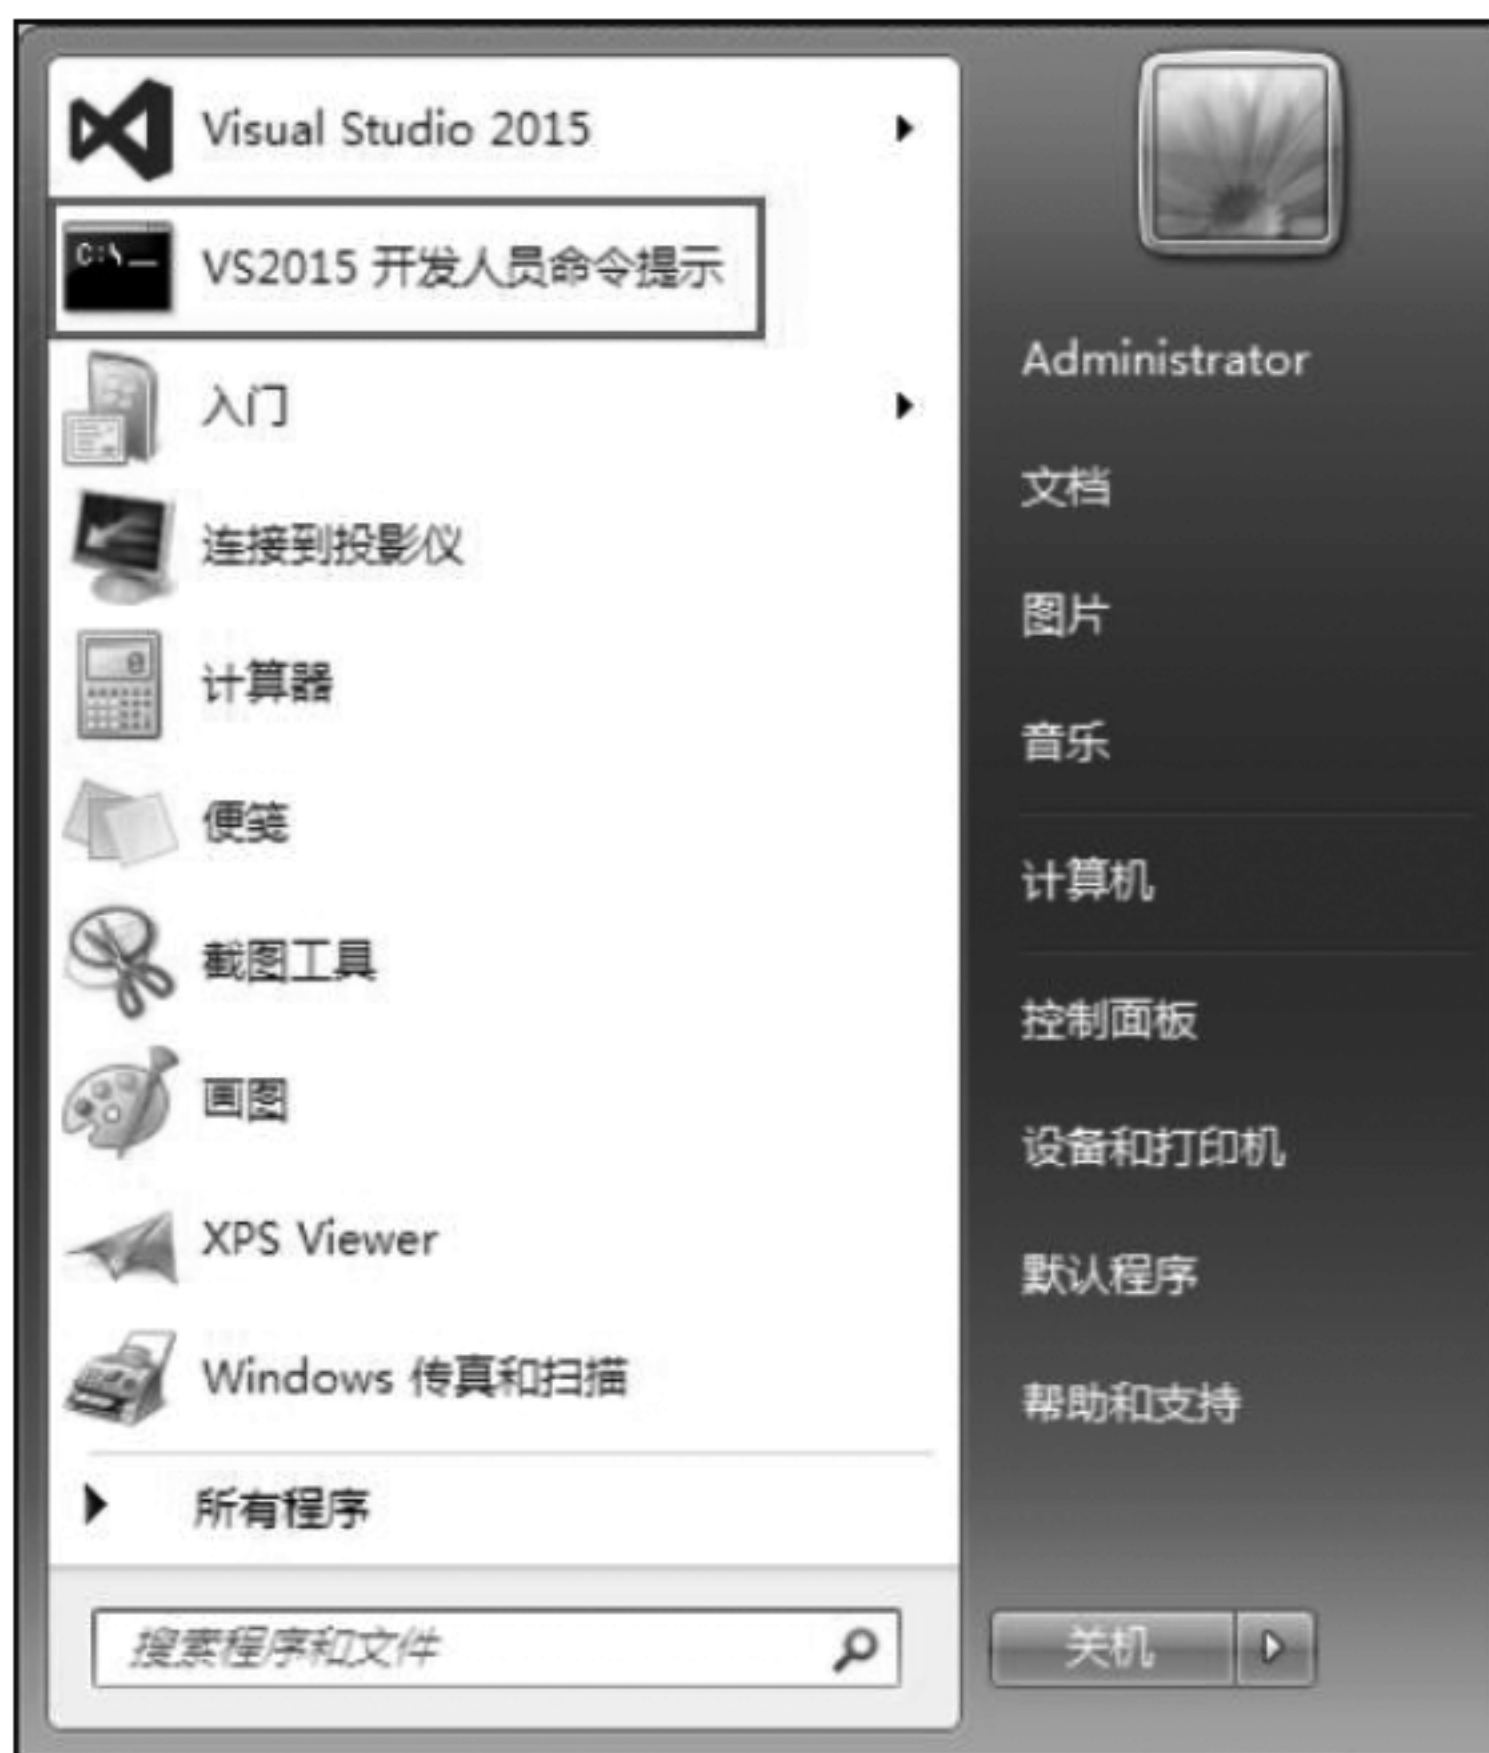 Visual Studio 2015
C:\_
VS2015 开发人员命令提示
入门
连接到投影仪
0
计算器
便笺
截图工具
画图
XPS Viewer
Windows 传真和扫描
所有程序
搜索程序和文件
Administrator
文档
图片
音乐
计算机
控制面板
设备和打印机
默认程序
帮助和支持
关机